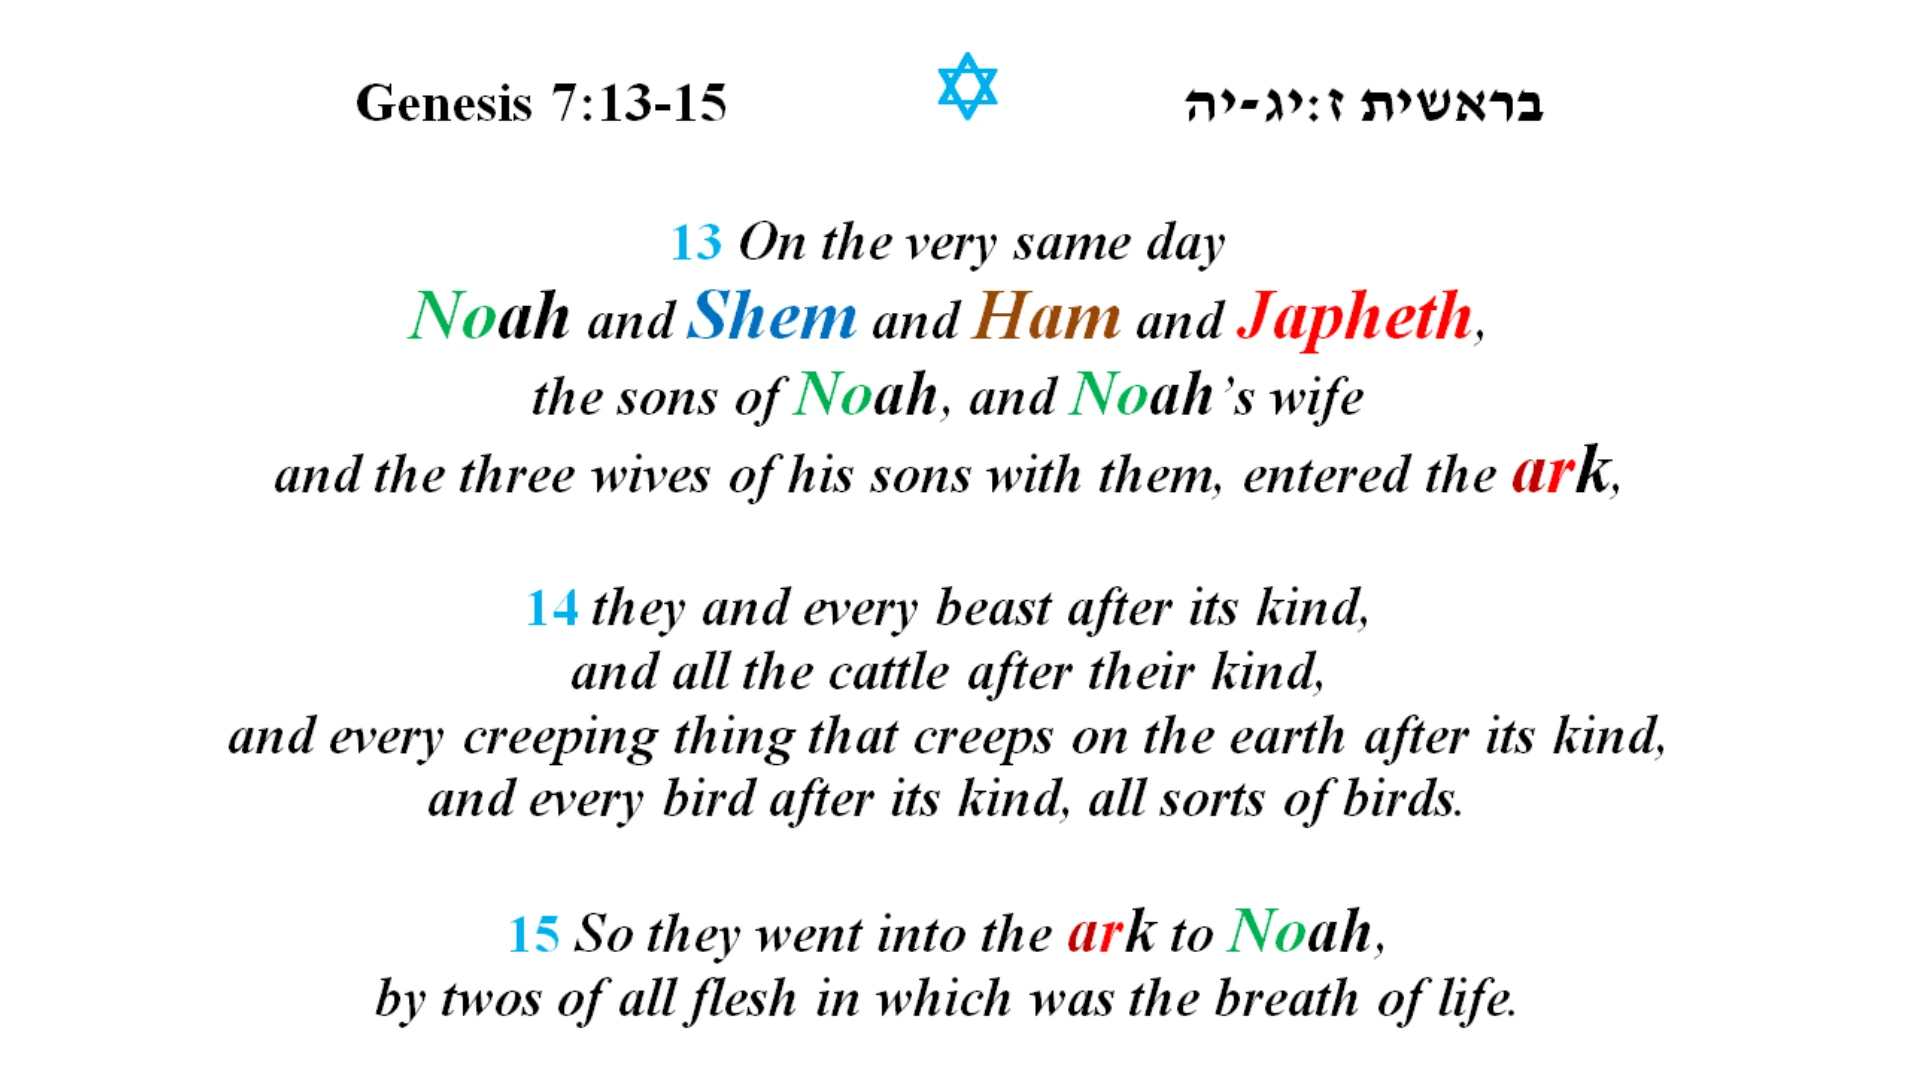 Genesis 7:13-15 ✡ בראשית ז:יג-יה
13 On the very same day
Noah and Shem and Ham and Japheth,
the sons of Noah, and Noah’s wife
and the three wives of his sons with them, entered the ark,
14 they and every beast after its kind,
and all the cattle after their kind,
and every creeping thing that creeps on the earth after its kind,
and every bird after its kind, all sorts of birds.
15 So they went into the ark to Noah,
by twos of all flesh in which was the breath of life.